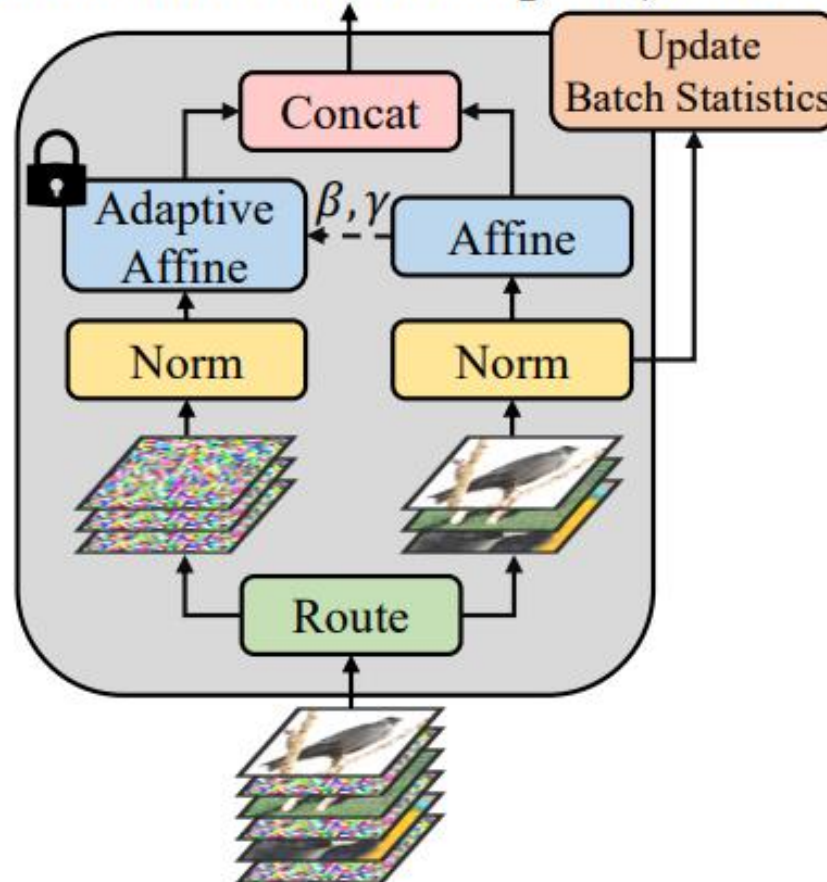 Update
Batch Statistics
Concat
Adaptive
Affine
β, γ
Affine
Norm
Norm
Route